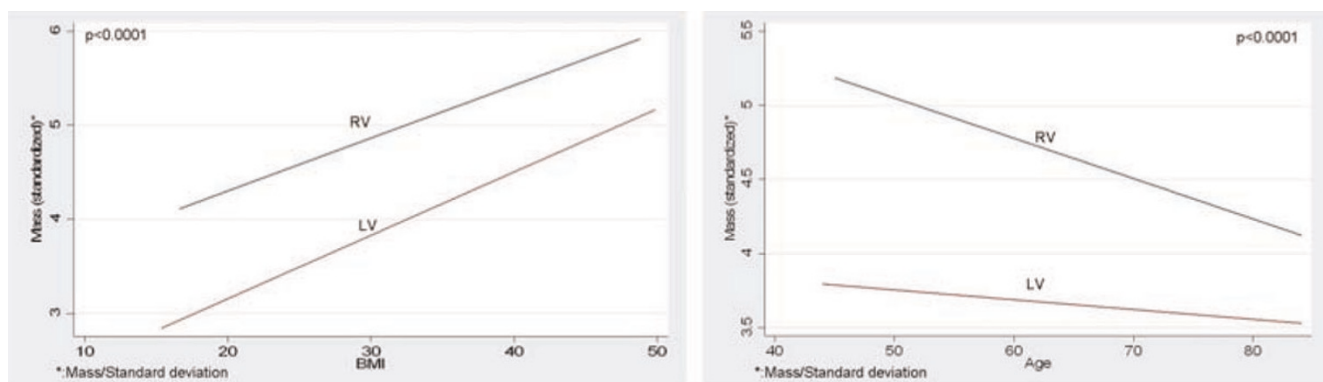 p<0.0001
Mass (standardized)*
6
5
4
3
RV
LV
10 20 30 40 50
BMI
*:Mass/Standard deviation
p<0.0001
Mass (standardized)*
5.5
5
4.5
4
3.5
RV
LV
40 50 60 70 80
Age
*:Mass/Standard deviation